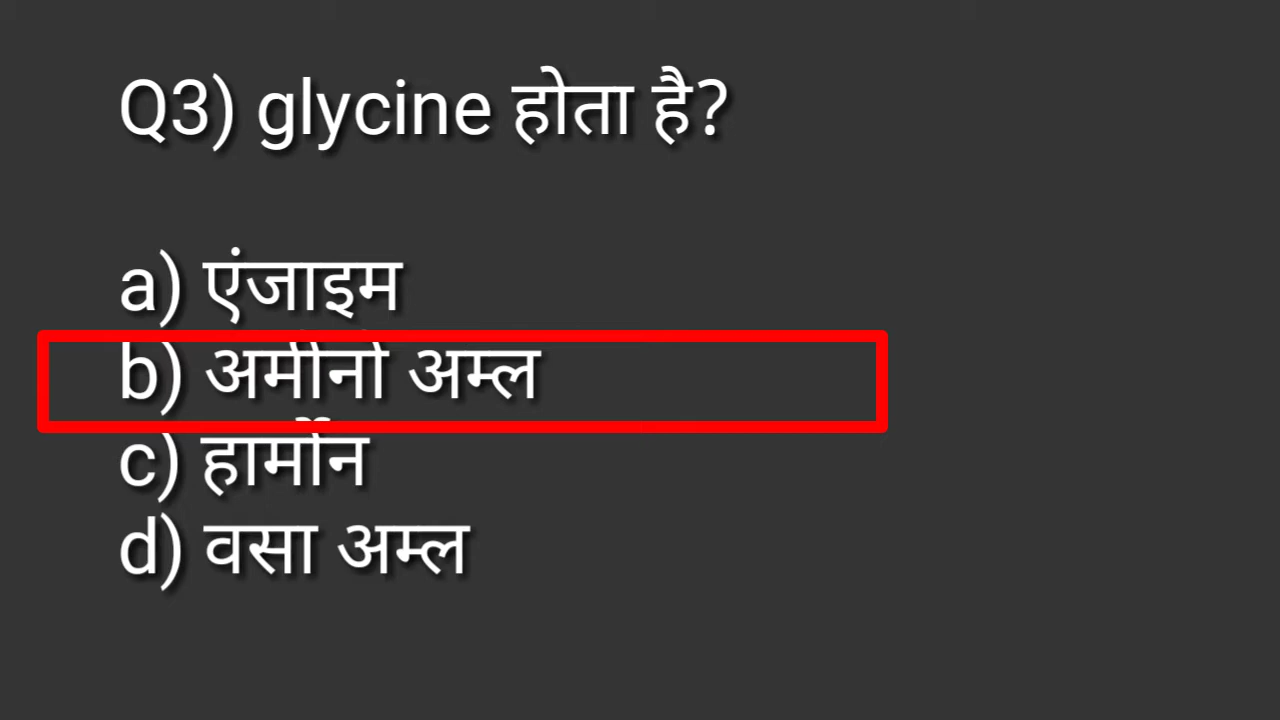 Q3) glycine होता है?
a) एंजाइम
b) अमीनो अम्ल
c) हार्मोन
d) वसा अम्ल